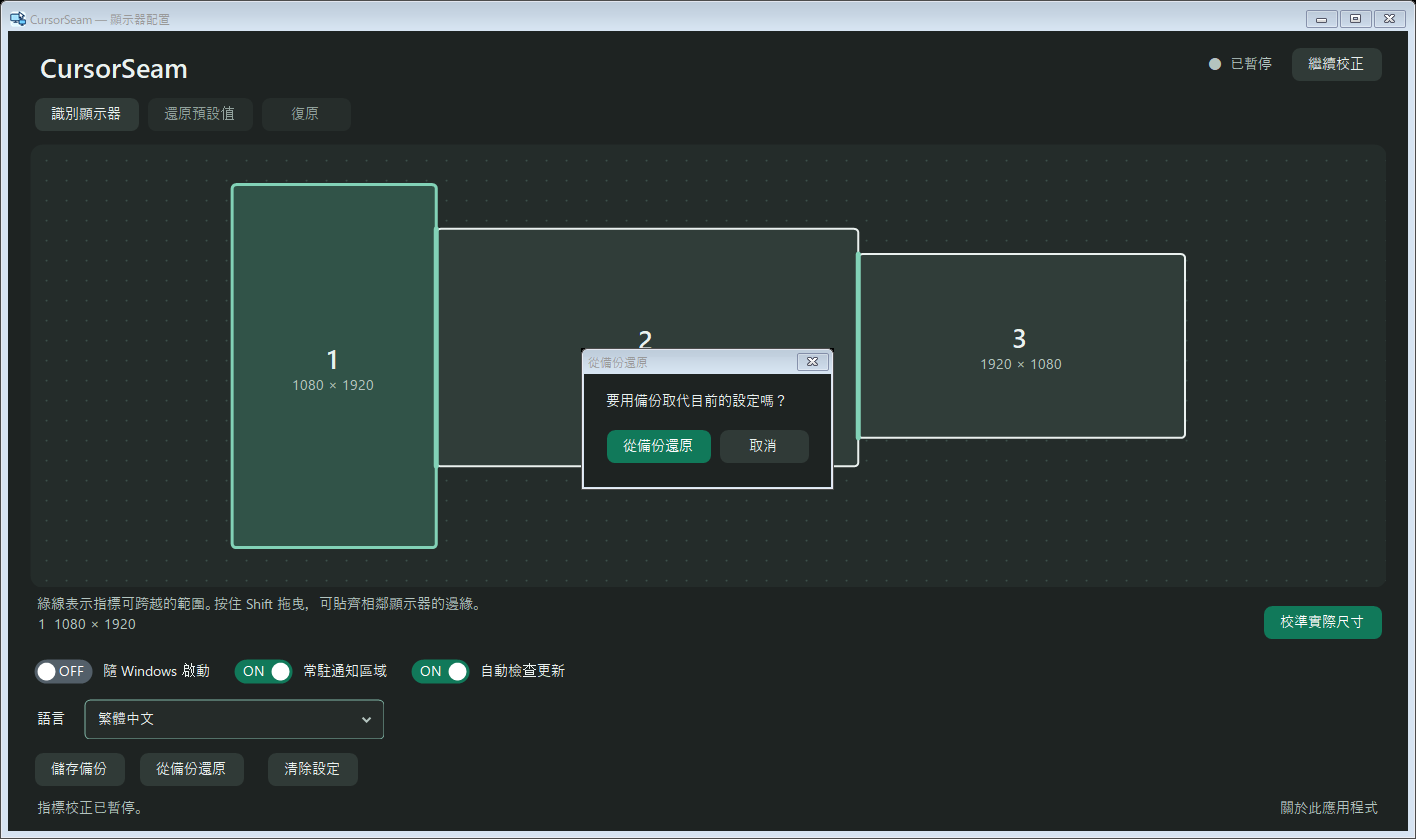 CursorSeam — 顯示器配置
CursorSeam
已暫停
繼續校正
識別顯示器
還原預設值
復原
1
1080 × 1920
2
3
1920 × 1080
從備份還原
要用備份取代目前的設定嗎？
從備份還原
取消
綠線表示指標可跨越的範圍。按住 Shift 拖曳，可貼齊相鄰顯示器的邊緣。
1 1080 × 1920
校準實際尺寸
OFF 隨 Windows 啟動
ON 常駐通知區域
ON 自動檢查更新
語言
繁體中文
儲存備份
從備份還原
清除設定
指標校正已暫停。
關於此應用程式